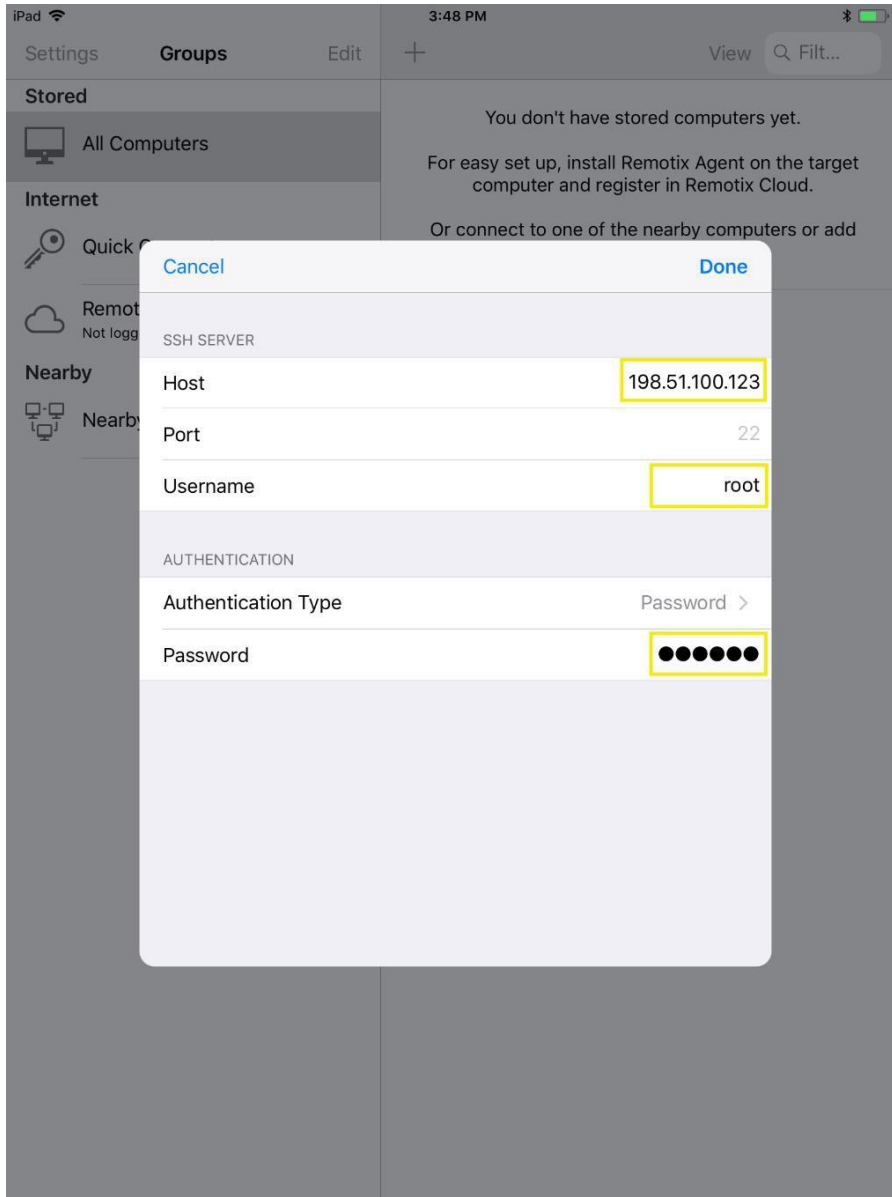 iPad 3:48 PM
Settings Groups Edit View Filt...
Stored
All Computers
You don't have stored computers yet.
For easy set up, install Remotix Agent on the target
computer and register in Remotix Cloud.
Internet
Or connect to one of the nearby computers or add
Quick
Cancel Done
Remot
Not logg
SSH SERVER
Nearby
Host 198.51.100.123
Nearby
Port 22
Username root
AUTHENTICATION
Authentication Type Password
Password ●●●●●●